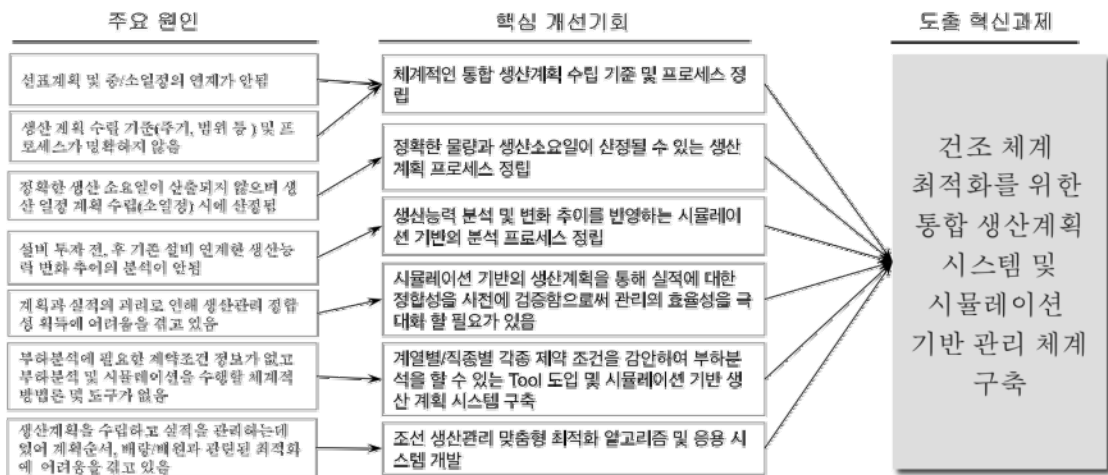 주요 원인
선표계획 및 중/소일정의 연계가 안됨
생산 계획 수립 기준(주기, 범위 등) 및 프
로세스가 명확하지 않음
정확한 생산 소요일이 산출되지 않으며 생
산 일정 계획 수립(소일정) 시에 산정됨
설비 투자 전, 후 기존 설비 연계한 생산능
력 변화 추이의 분석이 안됨
계획과 실적의 괴리로 인해 생산관리 정합
성 획득에 어려움을 겪고 있음
부하분석에 필요한 제약조건 정보가 없고
부하분석 및 시뮬레이션을 수행할 체계적
방법론 및 도구가 없음
생산계획을 수립하고 실적을 관리하는데
있어 계획순서, 배량/배원과 관련된 최적화
에 어려움을 겪고 있음
핵심 개선기회
체계적인 통합 생산계획 수립 기준 및 프로세스 정
립
정확한 물량과 생산소요일이 산정될 수 있는 생산
계획 프로세스 정립
생산능력 분석 및 변화 추이를 반영하는 시뮬레이
션 기반의 분석 프로세스 정립
시뮬레이션 기반의 생산계획을 통해 실적에 대한
정합성을 사전에 검증함으로써 관리의 효율성을 극
대화 할 필요가 있음
계열별/직종별 각종 제약 조건을 감안하여 부하분
석을 할 수 있는 Tool 도입 및 시뮬레이션 기반 생
산 계획 시스템 구축
조선 생산관리 맞춤형 최적화 알고리즘 및 응용 시
스템 개발
도출 혁신과제
건조 체계
최적화를 위한
통합 생산계획
시스템 및
시뮬레이션
기반 관리 체계
구축